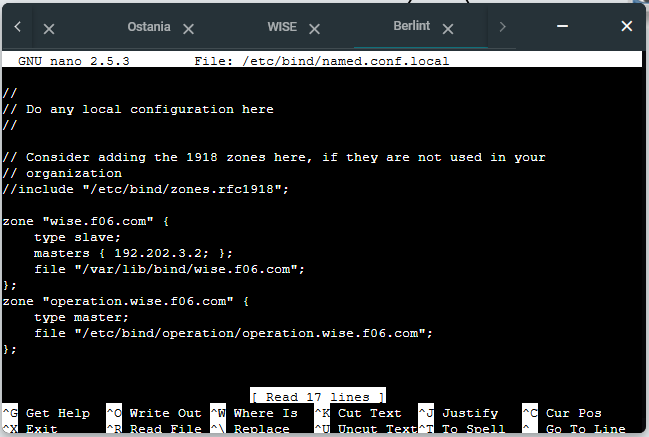 Ostania WISE Berlint
GNU nano 2.5.3 File: /etc/bind/named.conf.local
//
// Do any local configuration here
//
// Consider adding the 1918 zones here, if they are not used in your
// organization
//include "/etc/bind/zones.rfc1918";
zone "wise.f06.com" {
    type slave;
    masters { 192.202.3.2; };
    file "/var/lib/bind/wise.f06.com";
};
zone "operation.wise.f06.com" {
    type master;
    file "/etc/bind/operation/operation.wise.f06.com";
};
[ Read 17 lines ]
^G Get Help ^O Write Out ^W Where Is ^K Cut Text ^J Justify ^C Cur Pos
^X Exit ^R Read File ^\ Replace ^U Uncut Text ^T To Spell ^_ Go To Line